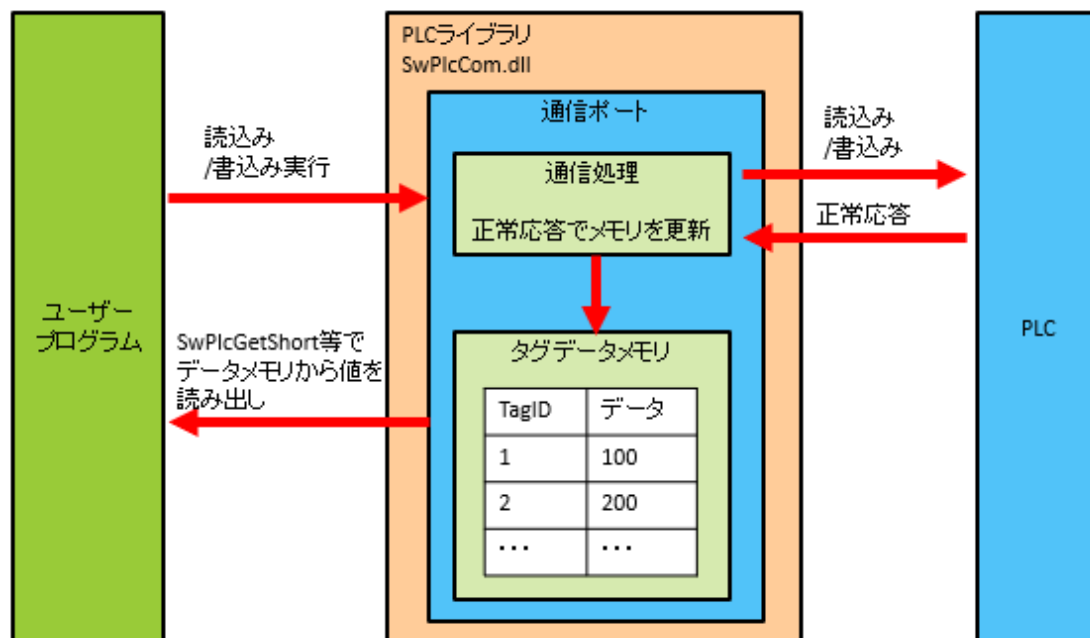 ユーザー
プログラム
読込み
/書込み実行
SwPlcGetShort等で
データメモリから値を
読み出し
PLCライブラリ
SwPlcCom.dll
通信ポート
通信処理
正常応答でメモリを更新
タグデータメモリ
TagID データ
1 100
2 200
・・・ ・・・
読込み
/書込み
正常応答
PLC